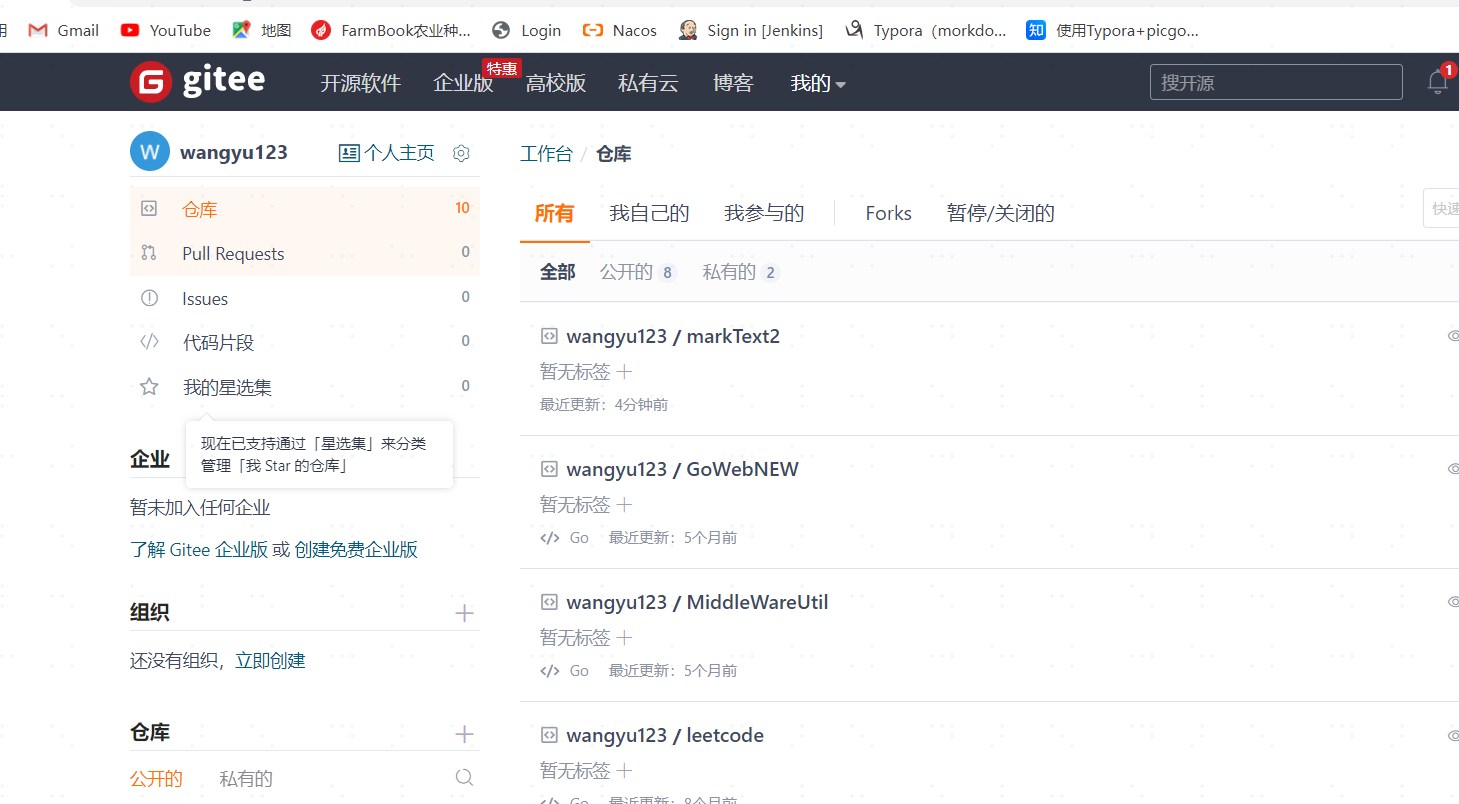 用 Gmail YouTube 地图 FarmBook农业种... Login Nacos Sign in [Jenkins] Typora（morkdo... 知 使用Typora+picgo...
G gitee 开源软件 企业版 特惠 高校版 私有云 博客 我的 搜开源 1
W wangyu123 个人主页
仓库 10
Pull Requests 0
Issues 0
代码片段 0
我的星选集 0
现在已支持通过「星选集」来分类
管理「我 Star 的仓库」
企业
暂未加入任何企业
了解 Gitee 企业版 或 创建免费企业版
组织
还没有组织，立即创建
仓库
公开的 私有的
工作台 / 仓库
所有 我自己的 我参与的 Forks 暂停/关闭的 快速
全部 公开的 8 私有的 2
wangyu123 / markText2
暂无标签
最近更新：4分钟前
wangyu123 / GoWebNEW
暂无标签
Go 最近更新：5个月前
wangyu123 / MiddleWareUtil
暂无标签
Go 最近更新：5个月前
wangyu123 / leetcode
暂无标签
Go 最近更新：8个月前